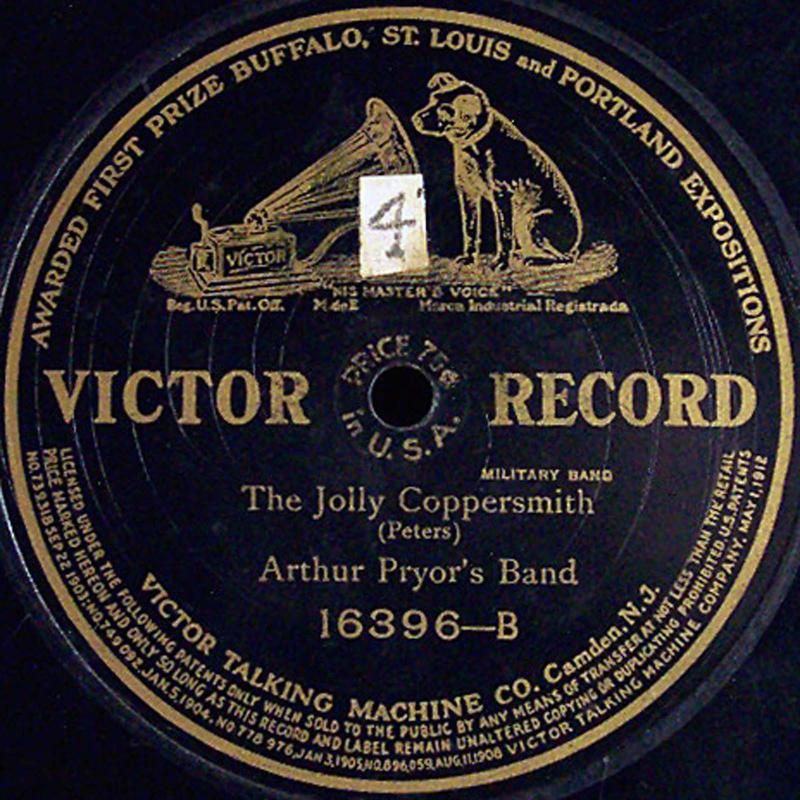 AWARDED FIRST PRIZE BUFFALO, ST. LOUIS and PORTLAND EXPOSITIONS
4
VICTOR
"HIS MASTER'S VOICE"
Reg. U.S. Pat. Off. M. de F. Marca Industrial Registrada
VICTOR RECORD
PRICE 75¢
in U.S.A.
MILITARY BAND
The Jolly Coppersmith
(Peters)
Arthur Pryor's Band
16396–B
VICTOR TALKING MACHINE CO. Camden, N.J.
LICENSED UNDER THE FOLLOWING PATENTS ONLY WHEN SOLD TO THE PUBLIC BY ANY MEANS OF TRANSFER AT NOT LESS THAN THE RETAIL
PRICE MARKED HEREON AND ONLY SO LONG AS THIS RECORD AND LABEL REMAIN UNALTERED COPYING OR DUPLICATING PROHIBITED U.S. PATENTS
NO. 739,318 SEP. 22, 1903, NO. 749,092, JAN. 5, 1904, NO 778 976, JAN 3, 1905, NO. 896,059, AUG. 11, 1908 VICTOR TALKING MACHINE COMPANY, MAY 1, 1912